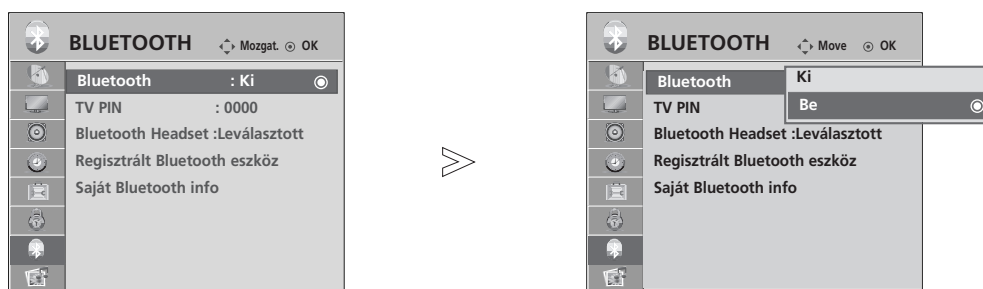 BLUETOOTH Mozgat. OK
Bluetooth : Ki
TV PIN : 0000
Bluetooth Headset :Leválasztott
Regisztrált Bluetooth eszköz
Saját Bluetooth info
BLUETOOTH Move OK
Bluetooth
Ki
Be
TV PIN
Bluetooth Headset :Leválasztott
Regisztrált Bluetooth eszköz
Saját Bluetooth info